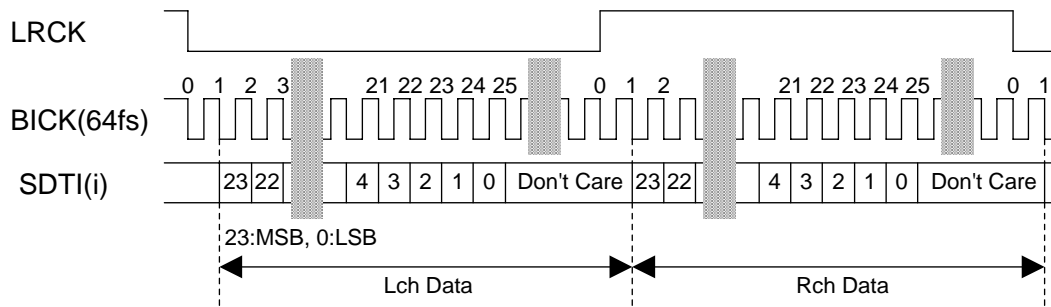 LRCK
0 1 2 3 21 22 23 24 25 0 1 2 21 22 23 24 25 0 1
BICK(64fs)
SDTI(i) 23 22 4 3 2 1 0 Don't Care 23 22 4 3 2 1 0 Don't Care
23:MSB, 0:LSB
Lch Data Rch Data